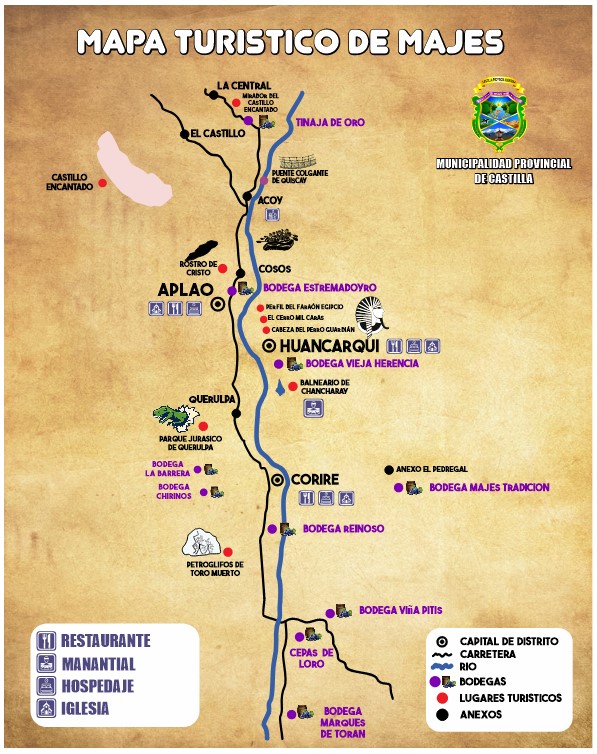 MAPA TURISTICO DE MAJES
LA CENTRAL
MIRADOR DEL
CASTILLO
ENCANTADO
TINAJA DE ORO
EL CASTILLO
MUNICIPALIDAD PROVINCIAL
DE CASTILLA
CASTILLO
ENCANTADO
PUENTE COLGANTE
DE QUISCAY
ACOY
ROSTRO DE
CRISTO
COSOS
APLAO
BODEGA ESTREMADOYRO
PERFIL DEL FARAÓN EGIPCIO
EL CERRO MIL CARAS
CABEZA DEL PERRO GUARDIÁN
HUANCARQUI
BODEGA VIEJA HERENCIA
BALNEARIO DE
CHANCHARAY
QUERULPA
PARQUE JURASICO
DE QUERULPA
BODEGA
LA BARRERA
BODEGA
CHIRINOS
CORIRE
ANEXO EL PEDREGAL
BODEGA MAJES TRADICION
BODEGA REINOSO
PETROGLIFOS DE
TORO MUERTO
BODEGA VIñA PITIS
CEPAS DE
LORO
BODEGA
MARQUES
DE TORAN
RESTAURANTE
MANANTIAL
HOSPEDAJE
IGLESIA
CAPITAL DE DISTRITO
CARRETERA
RIO
BODEGAS
LUGARES TURISTICOS
ANEXOS